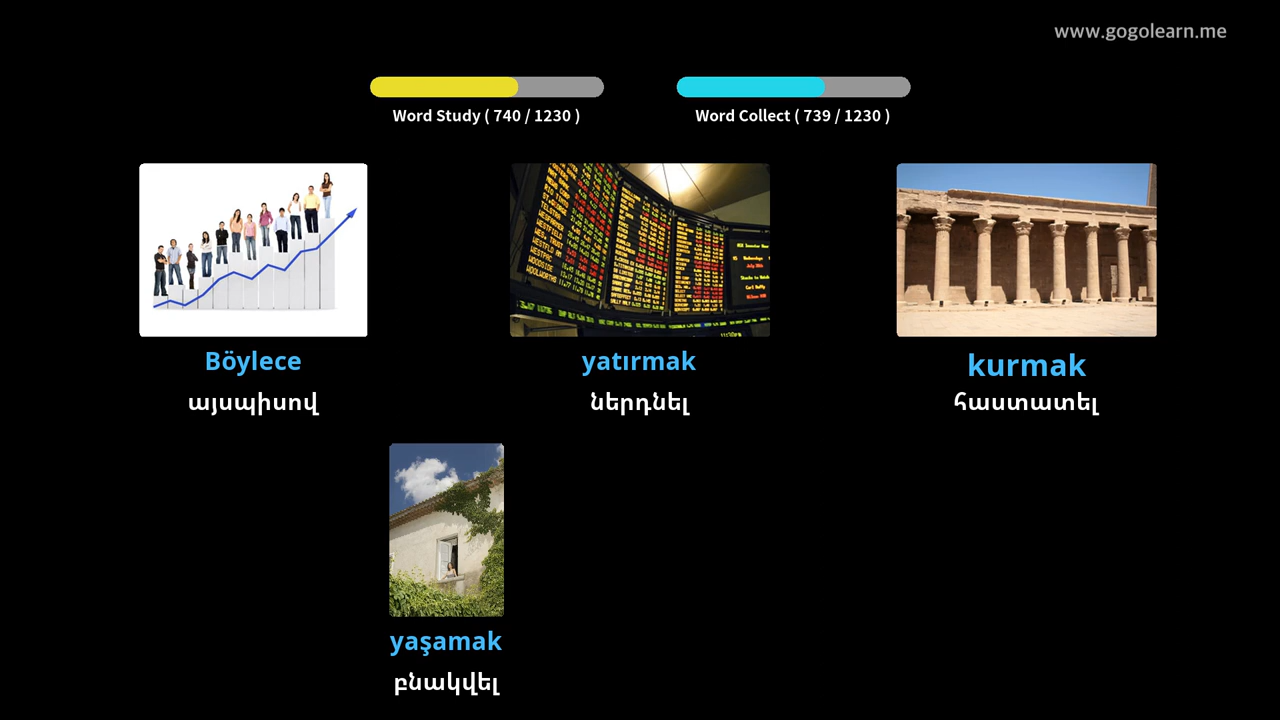 www.gogolearn.me
Word Study ( 740 / 1230 )
Word Collect ( 739 / 1230 )
Böylece
yatırmak
kurmak
այսպիսով
ներդնել
հաստատել
yaşamak
բնակվել